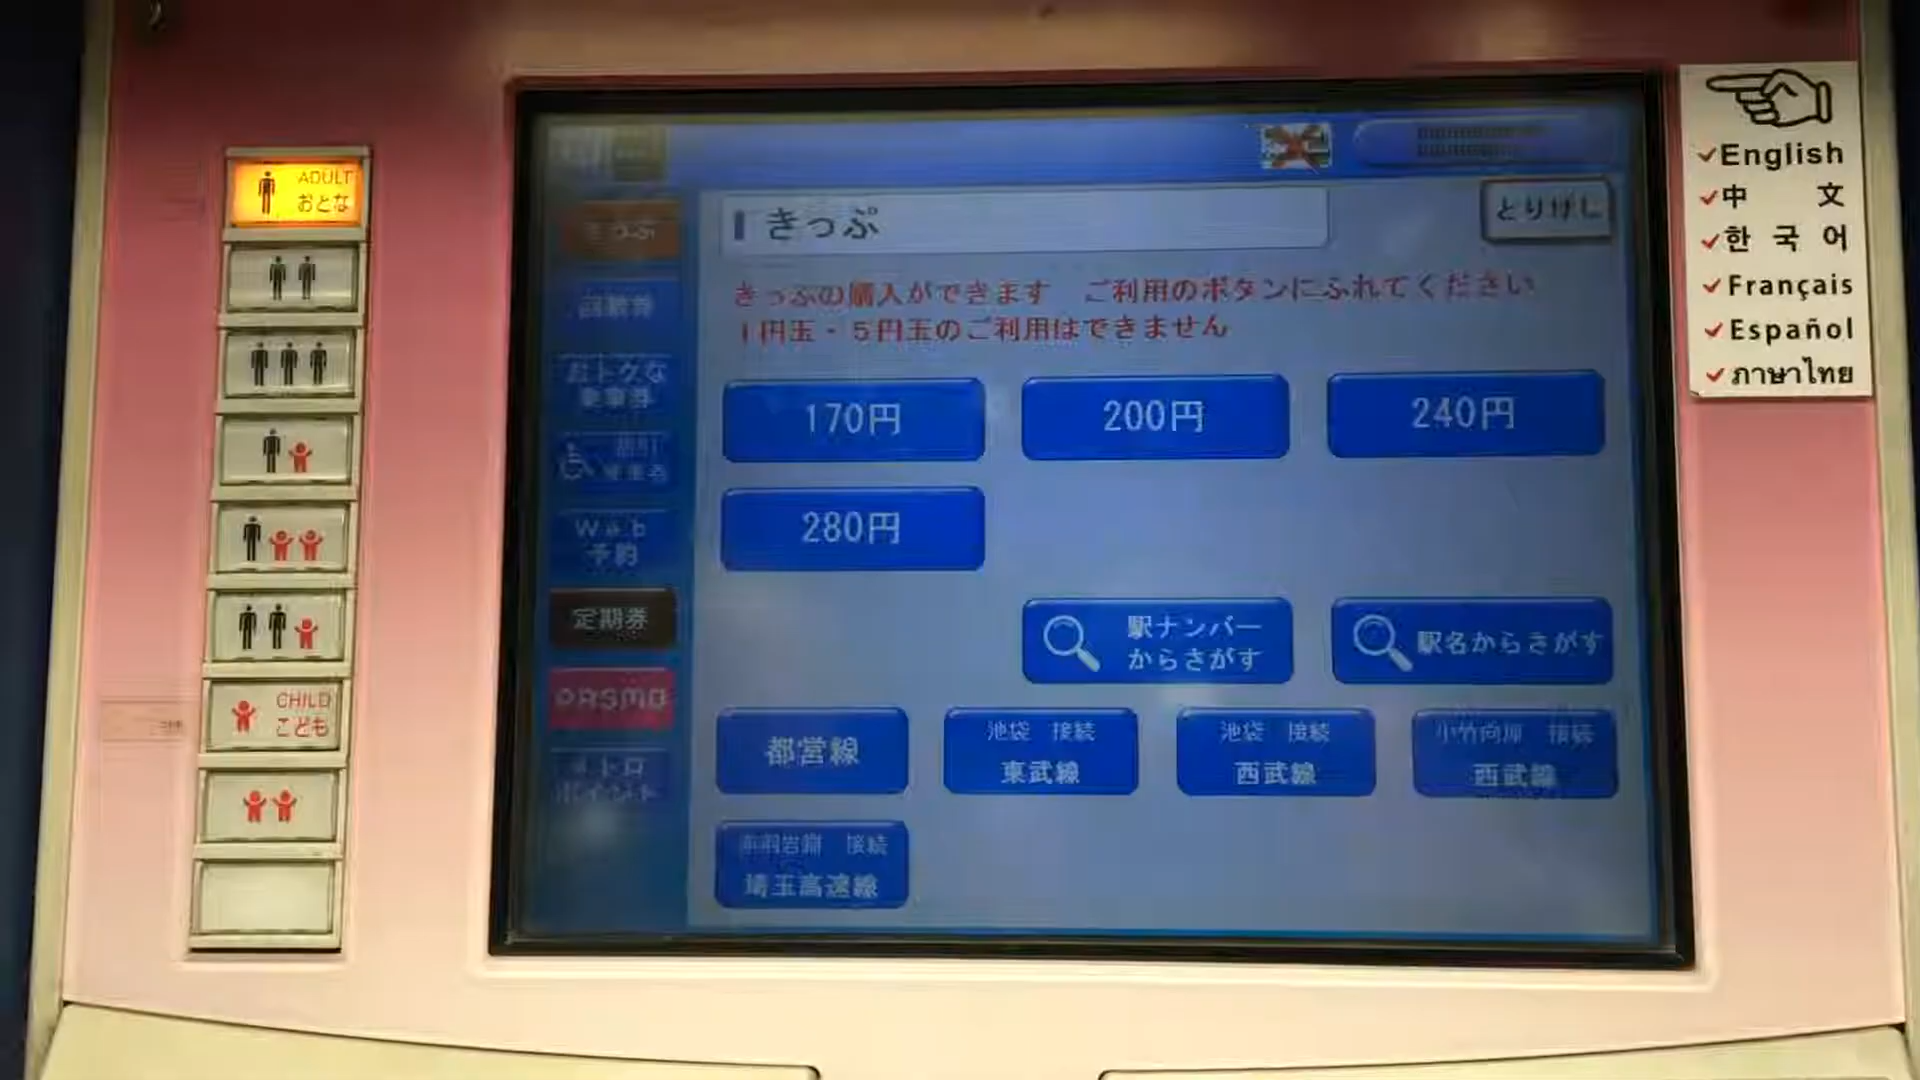 ADULT
おとな
CHILD
こども
きっぷ
とりけし
きっぷ
きっぷの購入ができます ご利用のボタンにふれてください
1円玉・5円玉のご利用はできません
回数券
おトクな
乗車券
Web
予約
定期券
PASMO
メトロ
ポイント
170円
200円
240円
280円
駅ナンバー
からさがす
駅名からさがす
都営線
池袋 接続
東武線
池袋 接続
西武線
小竹向原 接続
西武線
赤羽岩淵 接続
埼玉高速線
English
中文
한국어
Français
Español
ภาษาไทย